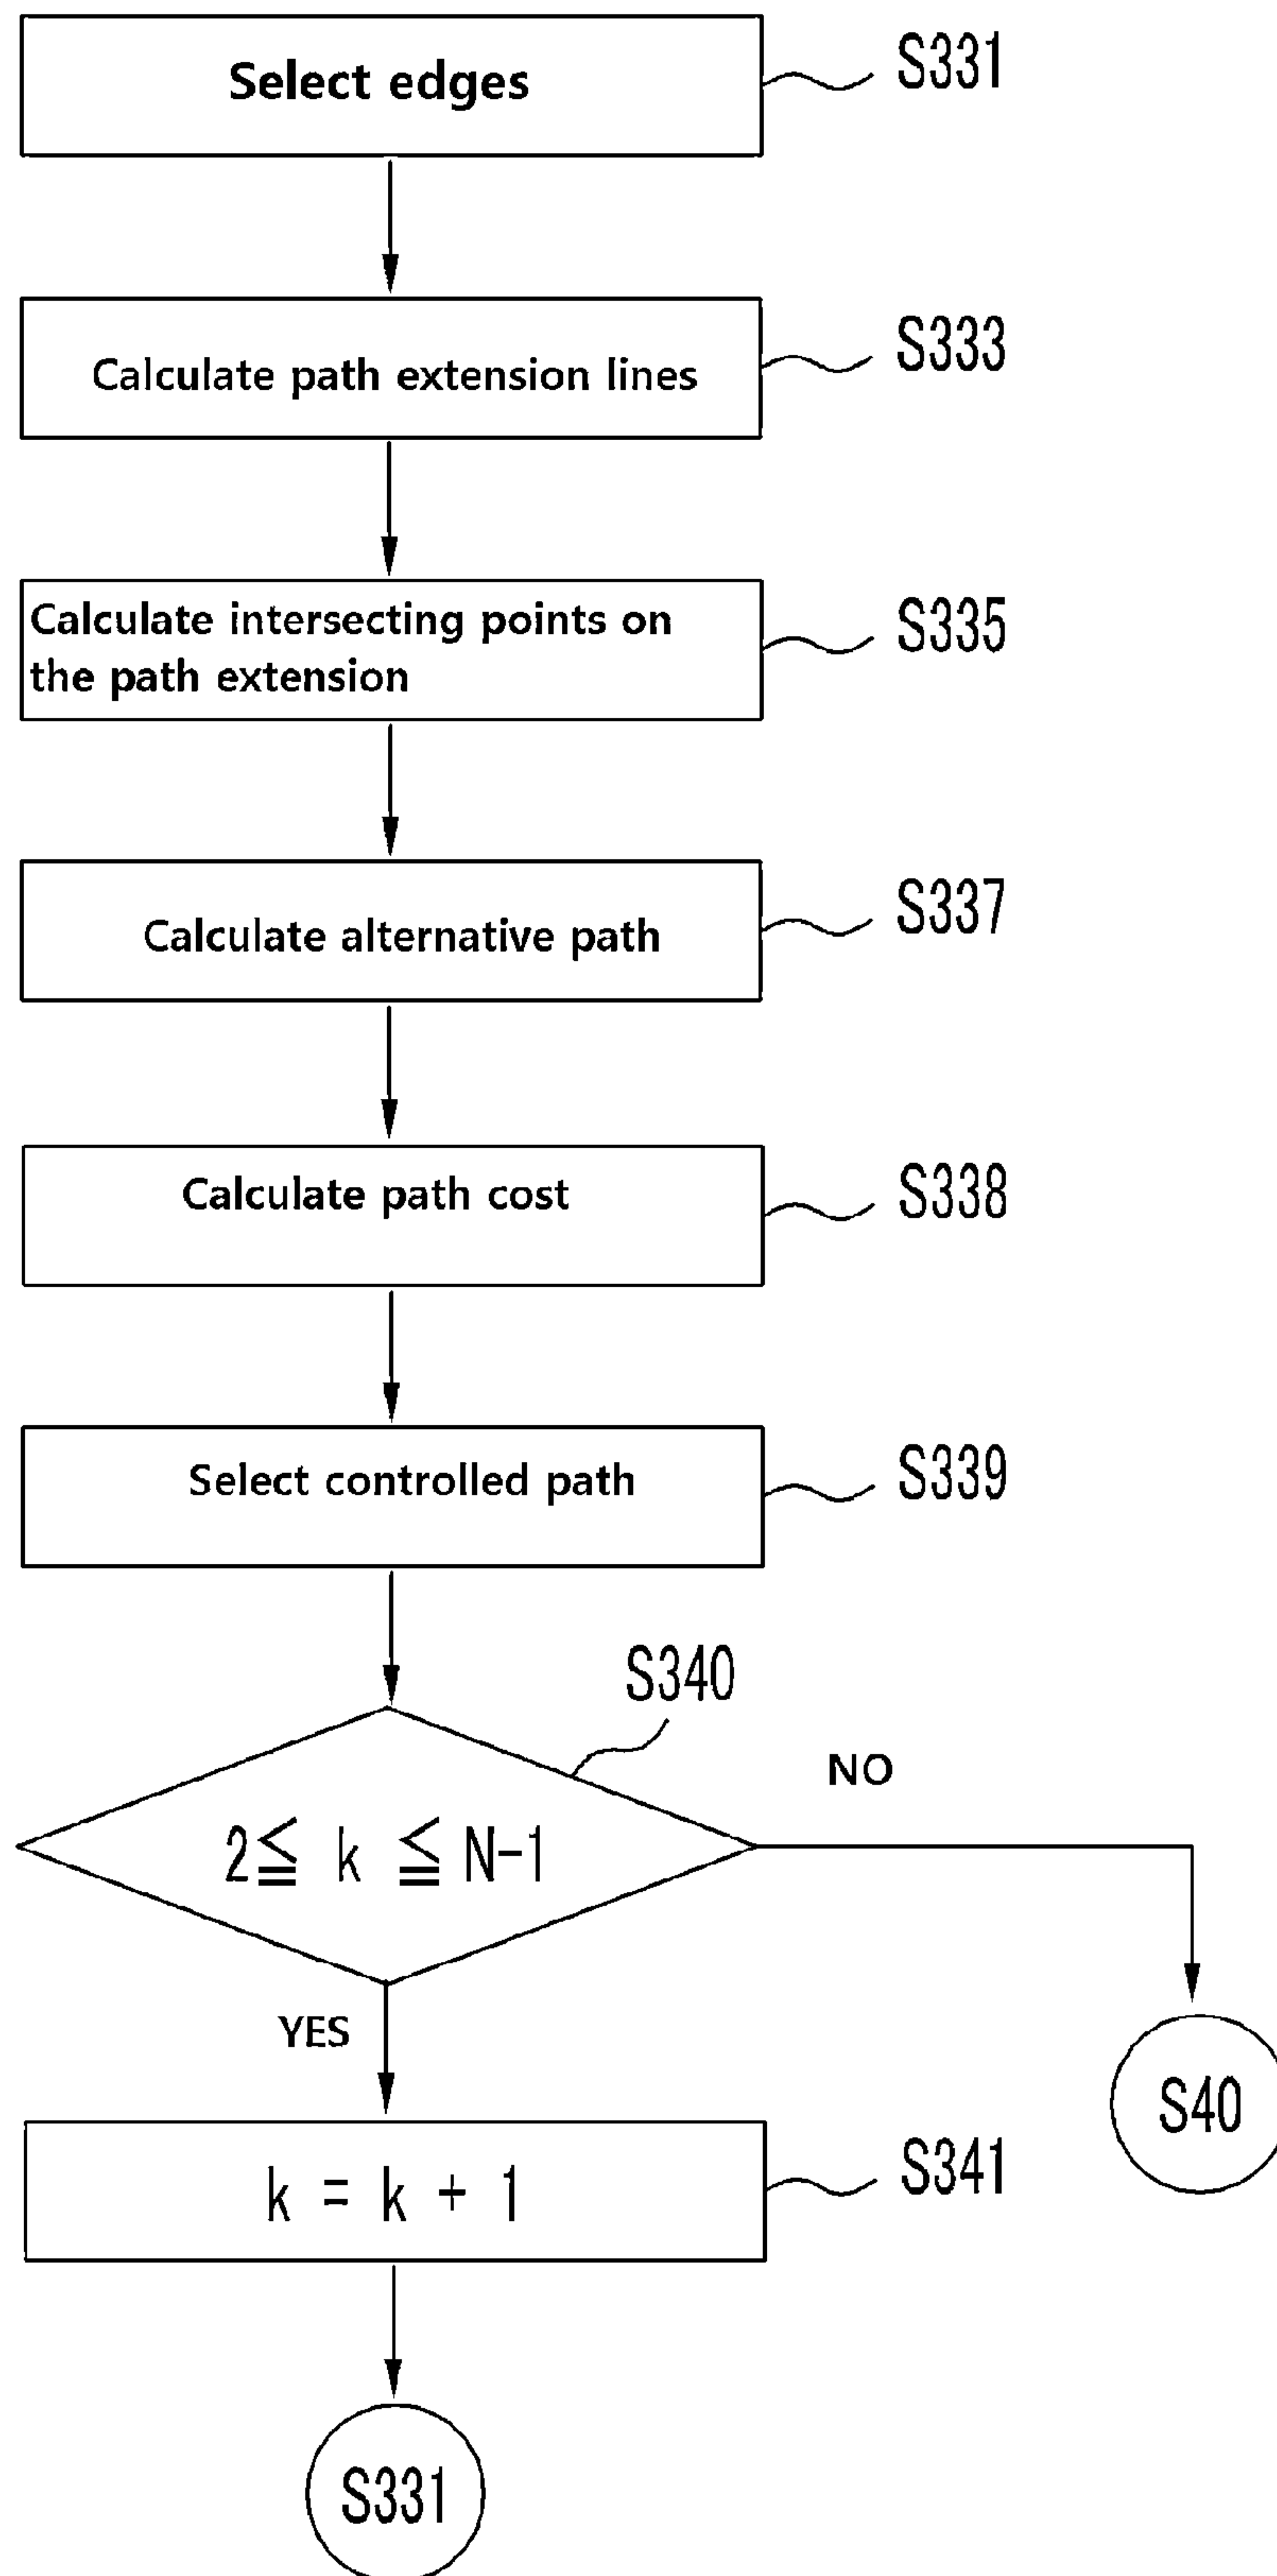 Select edges
S331
Calculate path extension lines
S333
Calculate intersecting points on
the path extension
S335
Calculate alternative path
S337
Calculate path cost
S338
Select controlled path
S339
S340
2≦ k ≦ N-1
NO
YES
S40
k = k + 1
S341
S331